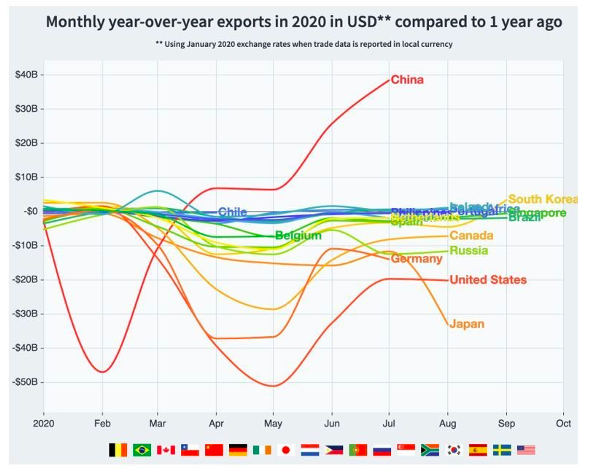 Monthly year-over-year exports in 2020 in USD** compared to 1 year ago
** Using January 2020 exchange rates when trade data is reported in local currency
$40B
China
$30B
$20B
$10B
South Korea
-$0
Chile
Philippines
Portugal
Singapore
Brazil
Spain
Belgium
Canada
-$10B
Russia
Germany
-$20B
United States
-$30B
Japan
-$40B
-$50B
2020 Feb Mar Apr May Jun Jul Aug Sep Oct